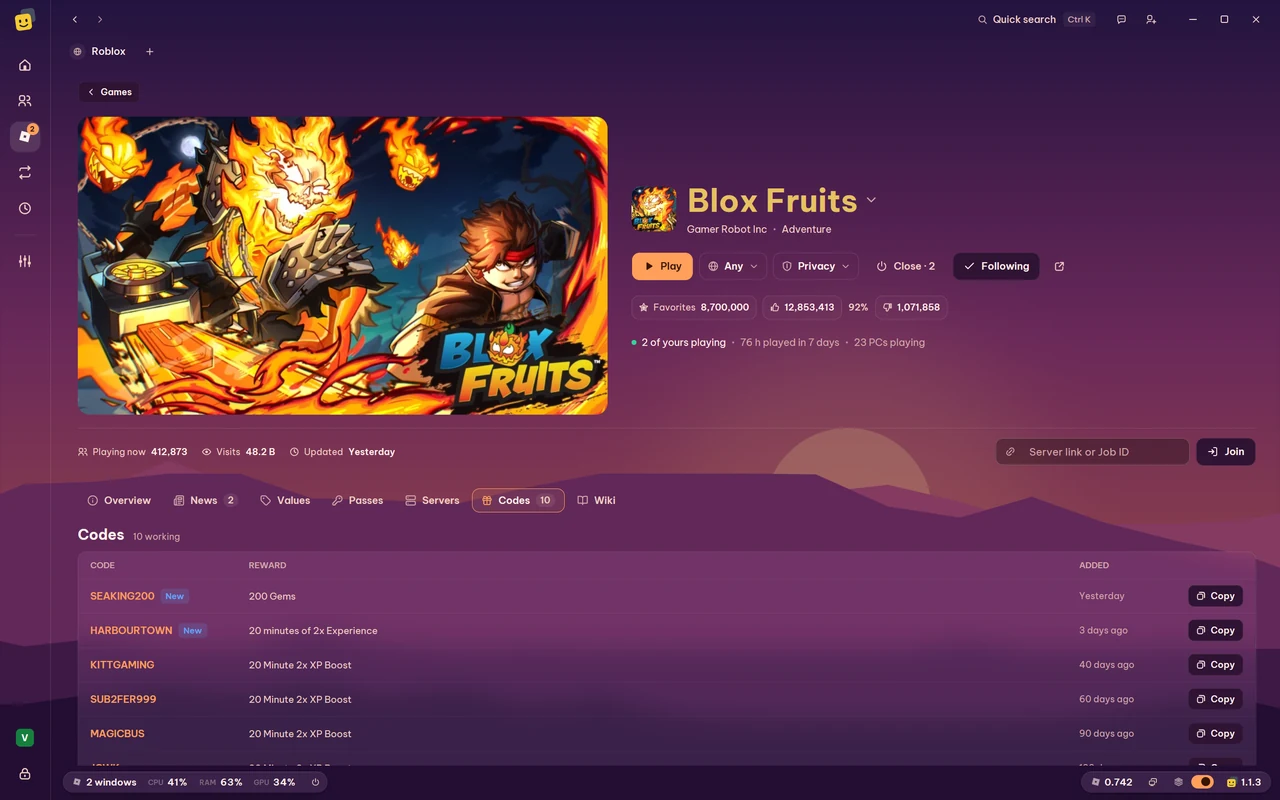 Quick search Ctrl K
Roblox
2
Games
BLOX FRUITS™
BLOX FRUITS
Blox Fruits
Gamer Robot Inc · Adventure
Play Any Privacy Close · 2 Following
Favorites 8,700,000 12,853,413 92% 1,071,858
2 of yours playing · 76 h played in 7 days · 23 PCs playing
Playing now 412,873 Visits 48.2 B Updated Yesterday
Server link or Job ID Join
Overview News 2 Values Passes Servers Codes 10 Wiki
Codes 10 working
CODE REWARD ADDED
SEAKING200 New 200 Gems Yesterday Copy
HARBOURTOWN New 20 minutes of 2x Experience 3 days ago Copy
KITTGAMING 20 Minute 2x XP Boost 40 days ago Copy
SUB2FER999 20 Minute 2x XP Boost 60 days ago Copy
MAGICBUS 20 Minute 2x XP Boost 90 days ago Copy
V
2 windows CPU 41% RAM 63% GPU 34%
0.742 1.1.3